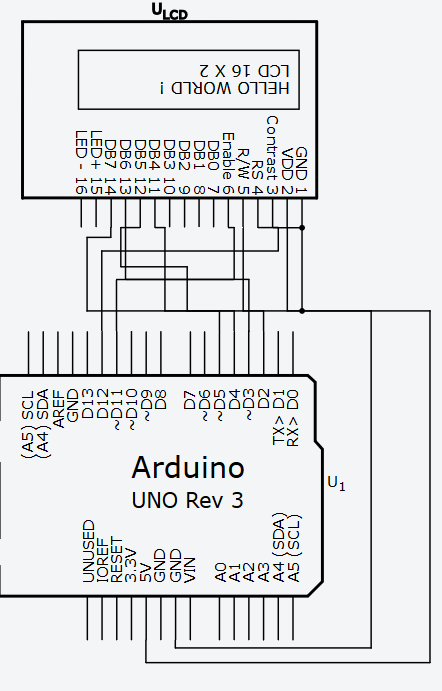 ULCD
LCD 16 X 2
HELLO WORLD !
LED - 16
LED+ 15
DB7 14
DB6 13
DB5 12
DB4 11
DB3 10
DB2 9
DB1 8
DB0 7
Enable 6
R/W 5
RS 4
Contrast 3
VDD 2
GND 1
(A5) SCL
(A4) SDA
AREF
GND
D13
D12
~D11
~D10
~D9
D8
D7
~D6
~D5
D4
~D3
D2
TX> D1
RX> D0
Arduino
UNO Rev 3
U1
UNUSED
IOREF
RESET
3.3V
5V
GND
GND
VIN
A0
A1
A2
A3
A4 (SDA)
A5 (SCL)